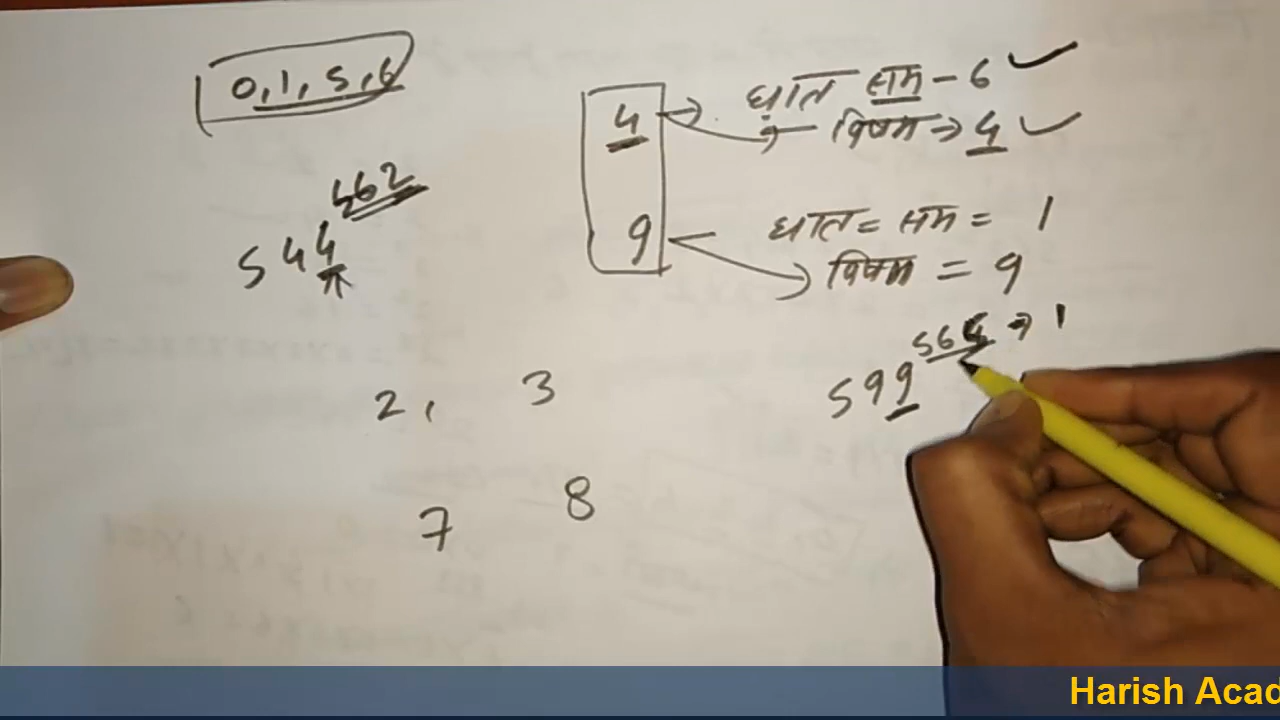 0, 1, 5, 6
4 → घात सम - 6 ✓
विषम → 4 ✓
544^562
9 घात = सम = 1
→ विषम = 9
→ 1
599
2, 3
7 8
Harish Acad